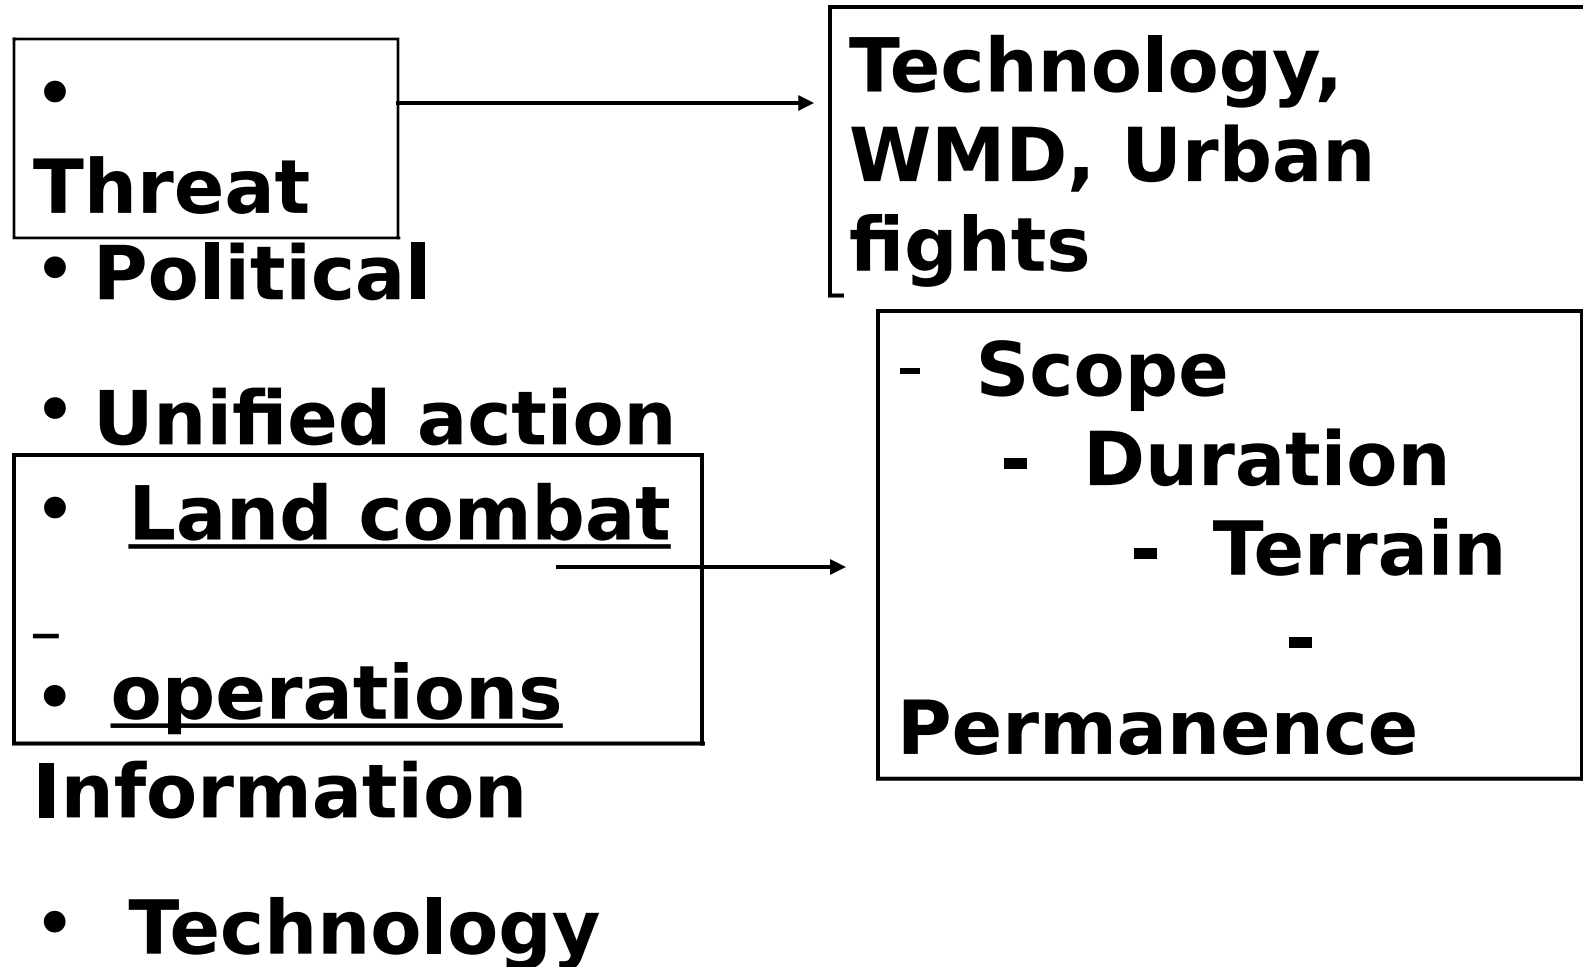 •
Threat
• Political
• Unified action
• Land combat
–
• operations
Information
• Technology
Technology,
WMD, Urban
fights
- Scope
- Duration
- Terrain
-
Permanence